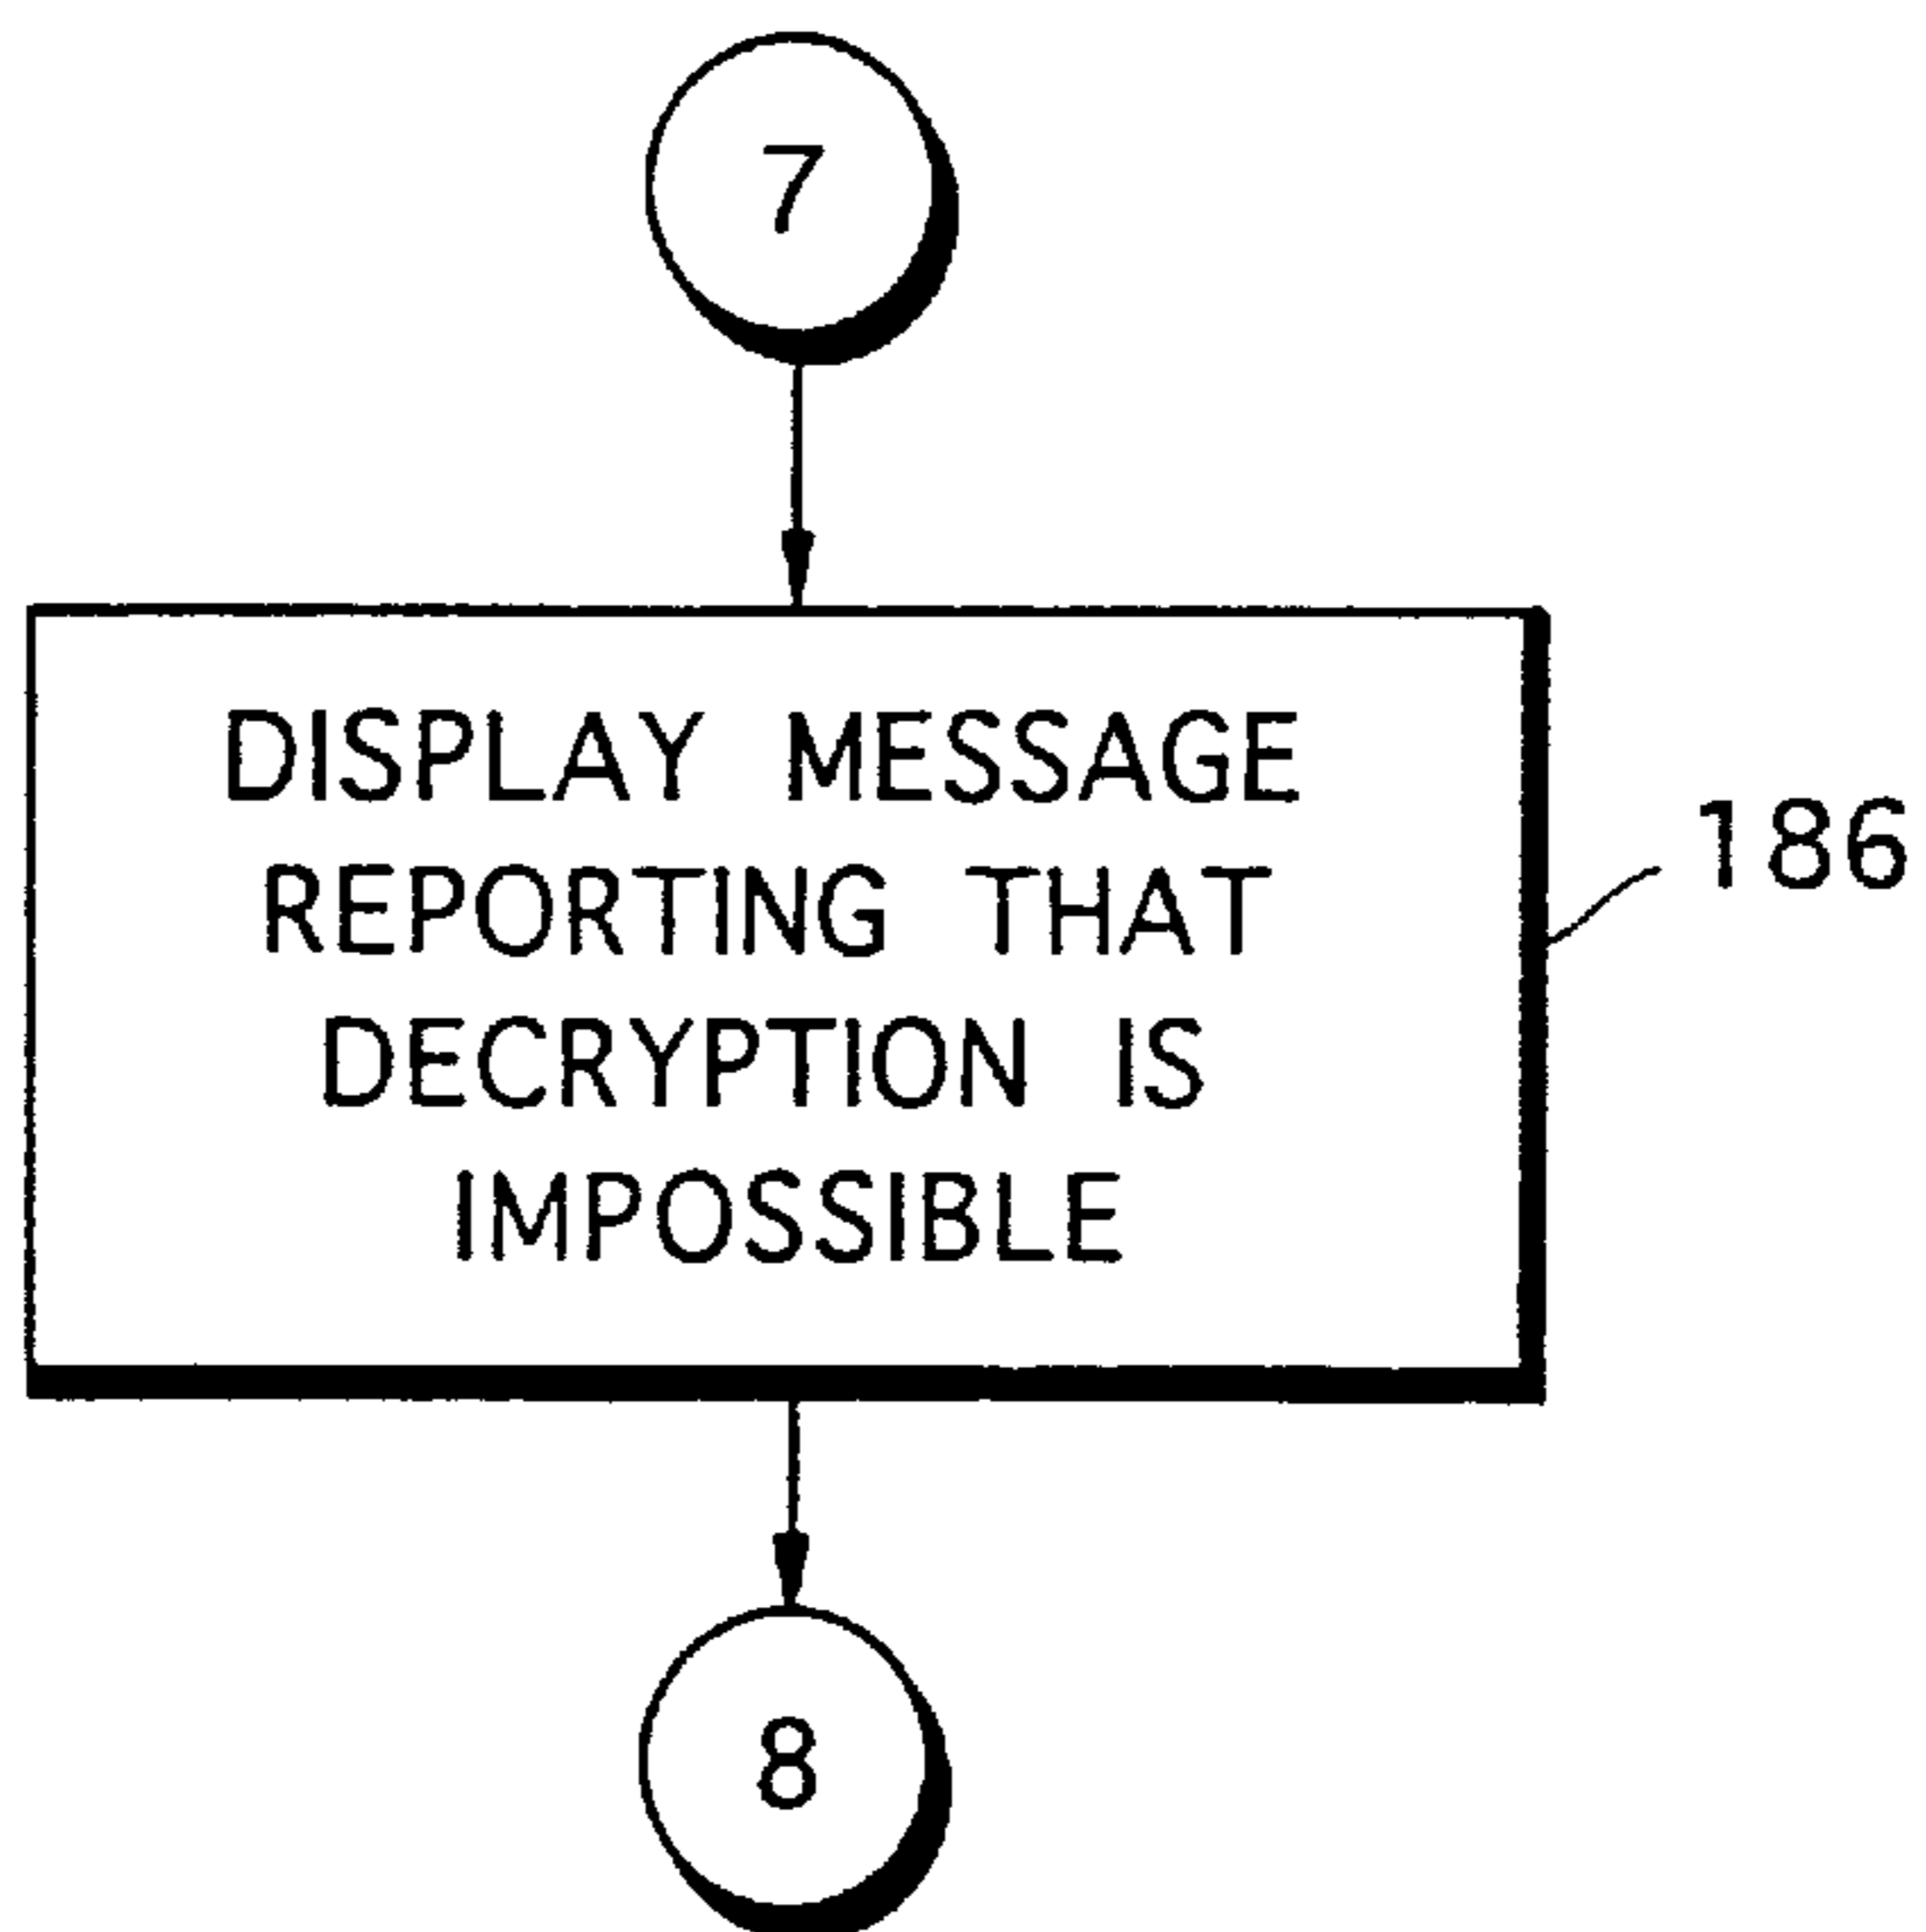 7
DISPLAY MESSAGE
REPORTING THAT
DECRYPTION IS
IMPOSSIBLE
186
8